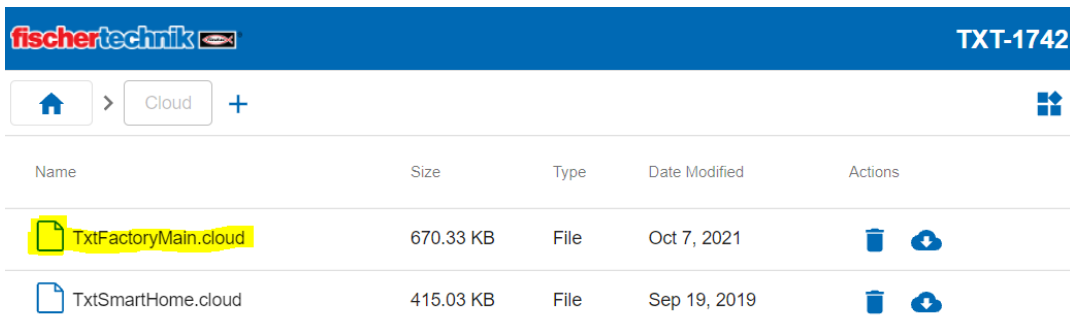 fischertechnik TXT-1742
Cloud
Name Size Type Date Modified Actions
TxtFactoryMain.cloud 670.33 KB File Oct 7, 2021
TxtSmartHome.cloud 415.03 KB File Sep 19, 2019